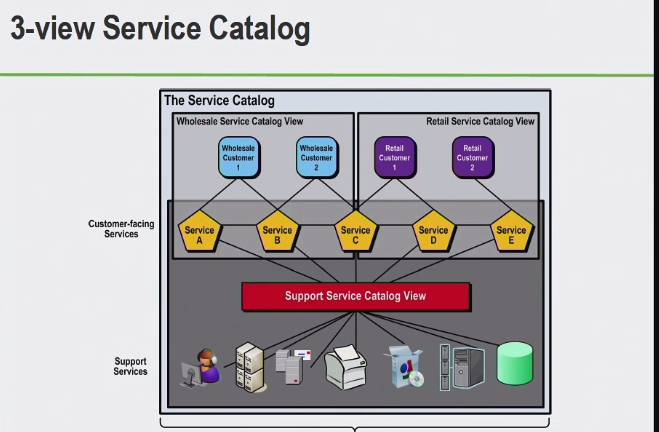 3-view Service Catalog
The Service Catalog
Wholesale Service Catalog View
Retail Service Catalog View
Wholesale
Customer
1
Wholesale
Customer
2
Retail
Customer
1
Retail
Customer
2
Customer-facing
Services
Service
A
Service
B
Service
C
Service
D
Service
E
Support Service Catalog View
Support
Services